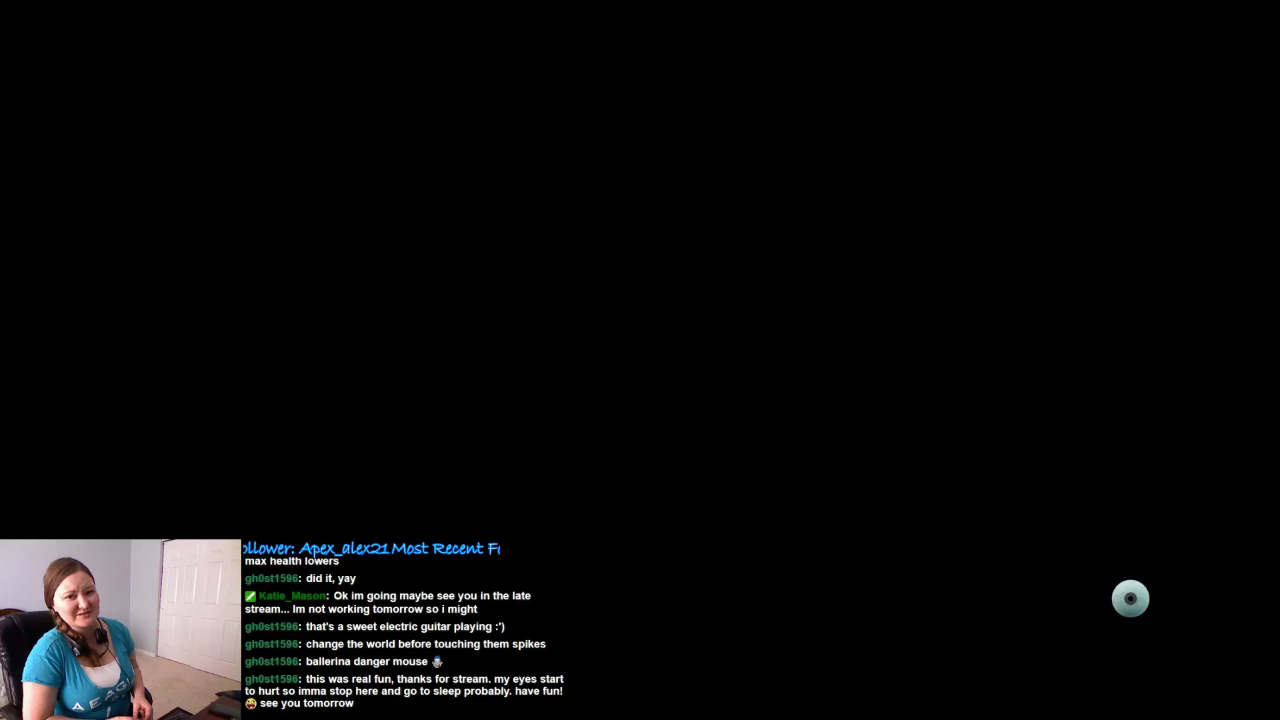 ollower: Apex_alex21 Most Recent F
max health lowers
gh0st1596: did it, yay
Katie_Mason: Ok im going maybe see you in the late
stream... Im not working tomorrow so i might
gh0st1596: that's a sweet electric guitar playing :')
gh0st1596: change the world before touching them spikes
gh0st1596: ballerina danger mouse
gh0st1596: this was real fun, thanks for stream. my eyes start
to hurt so imma stop here and go to sleep probably. have fun!
see you tomorrow